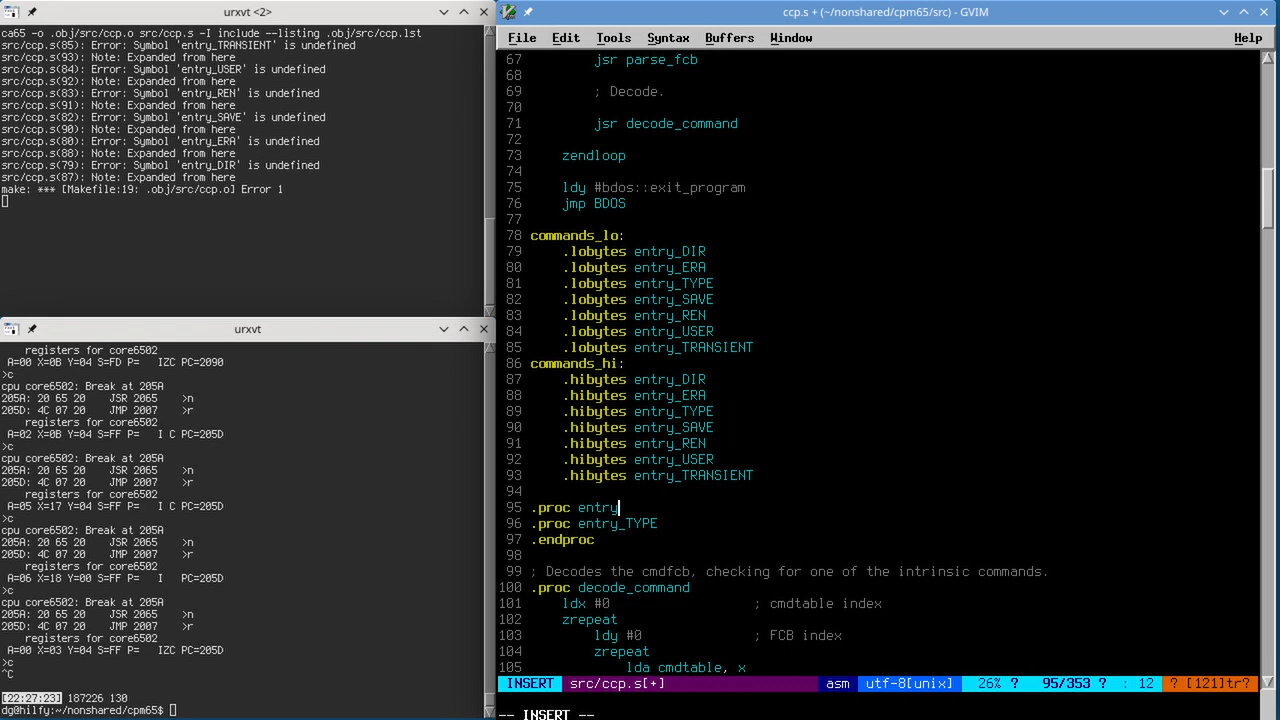 urxvt <2>
ca65 -o .obj/src/ccp.o src/ccp.s -I include --listing .obj/src/ccp.lst
src/ccp.s(85): Error: Symbol 'entry_TRANSIENT' is undefined
src/ccp.s(93): Note: Expanded from here
src/ccp.s(84): Error: Symbol 'entry_USER' is undefined
src/ccp.s(92): Note: Expanded from here
src/ccp.s(83): Error: Symbol 'entry_REN' is undefined
src/ccp.s(91): Note: Expanded from here
src/ccp.s(82): Error: Symbol 'entry_SAVE' is undefined
src/ccp.s(90): Note: Expanded from here
src/ccp.s(80): Error: Symbol 'entry_ERA' is undefined
src/ccp.s(88): Note: Expanded from here
src/ccp.s(79): Error: Symbol 'entry_DIR' is undefined
src/ccp.s(87): Note: Expanded from here
make: *** [Makefile:19: .obj/src/ccp.o] Error 1
urxvt
registers for core6502
A=00 X=0B Y=04 S=FD P=   IZC PC=2090
>c
cpu core6502: Break at 205A
205A: 20 65 20    JSR 2065    >n
205D: 4C 07 20    JMP 2007    >r
registers for core6502
A=02 X=0B Y=04 S=FF P=   I C PC=205D
>c
cpu core6502: Break at 205A
205A: 20 65 20    JSR 2065    >n
205D: 4C 07 20    JMP 2007    >r
registers for core6502
A=05 X=17 Y=04 S=FF P=   I C PC=205D
>c
cpu core6502: Break at 205A
205A: 20 65 20    JSR 2065    >n
205D: 4C 07 20    JMP 2007    >r
registers for core6502
A=06 X=18 Y=00 S=FF P=   I   PC=205D
>c
cpu core6502: Break at 205A
205A: 20 65 20    JSR 2065    >n
205D: 4C 07 20    JMP 2007    >r
registers for core6502
A=00 X=03 Y=04 S=FF P=   I   PC=205D
>c
^C
[22:27:23] 187226 130
dg@hilfy:~/nonshared/cpm65$
ccp.s + (~/nonshared/cpm65/src) - GVIM
File Edit Tools Syntax Buffers Window Help
67         jsr parse_fcb
68
69         ; Decode.
70
71         jsr decode_command
72
73     zendloop
74
75     ldy #bdos::exit_program
76     jmp BDOS
77
78 commands_lo:
79     .lobytes entry_DIR
80     .lobytes entry_ERA
81     .lobytes entry_TYPE
82     .lobytes entry_SAVE
83     .lobytes entry_REN
84     .lobytes entry_USER
85     .lobytes entry_TRANSIENT
86 commands_hi:
87     .hibytes entry_DIR
88     .hibytes entry_ERA
89     .hibytes entry_TYPE
90     .hibytes entry_SAVE
91     .hibytes entry_REN
92     .hibytes entry_USER
93     .hibytes entry_TRANSIENT
94
95 .proc entry
96 .proc entry_TYPE
97 .endproc
98
99 ; Decodes the cmdfcb, checking for one of the intrinsic commands.
100 .proc decode_command
101     ldx #0                  ; cmdtable index
102     zrepeat
103         ldy #0              ; FCB index
104         zrepeat
105             lda cmdtable, x
INSERT src/ccp.s[+] asm utf-8[unix] 26% ? 95/353 ? : 12 ? [121]tr?
-- INSERT --